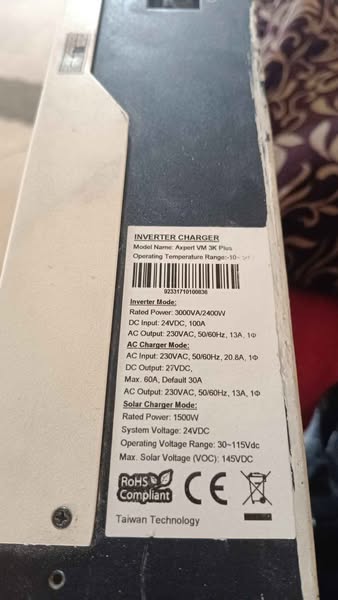 INVERTER CHARGER
Model Name: Axpert VM 3K Plus
Operating Temperature Range:-10~
92331710100836
Inverter Mode:
Rated Power: 3000VA/2400W
DC Input: 24VDC, 100A
AC Output: 230VAC, 50/60Hz, 13A, 1Φ
AC Charger Mode:
AC Input: 230VAC, 50/60Hz, 20.8A, 1Φ
DC Output: 27VDC,
Max. 60A, Default 30A
AC Output: 230VAC, 50/60Hz, 13A, 1Φ
Solar Charger Mode:
Rated Power: 1500W
System Voltage: 24VDC
Operating Voltage Range: 30~115Vdc
Max. Solar Voltage (VOC): 145VDC
RoHS
Compliant
CE
Taiwan Technology